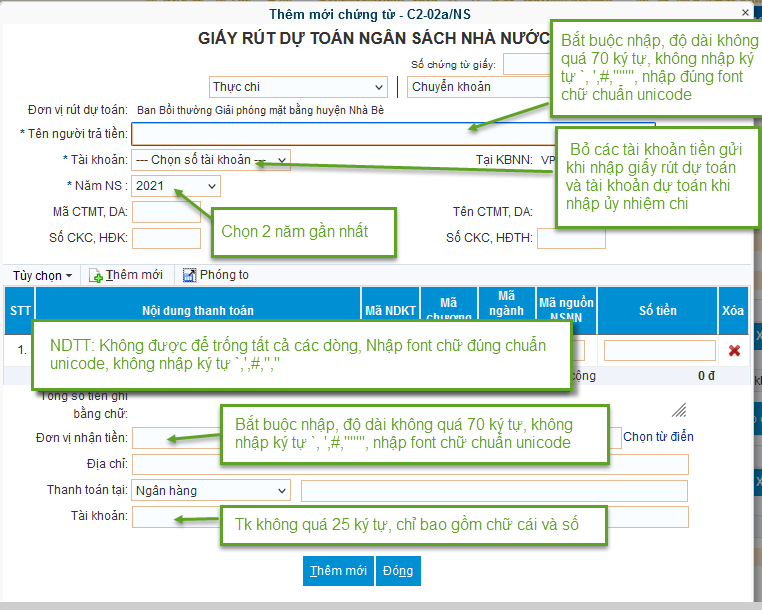 Thêm mới chứng từ - C2-02a/NS
GIẤY RÚT DỰ TOÁN NGÂN SÁCH NHÀ NƯỚC
Số chứng từ giấy:
Bắt buộc nhập, độ dài không
quá 70 ký tự, không nhập ký
tự `, ',#,"''''", nhập đúng font
chữ chuẩn unicode
Thực chi
Chuyển khoản
Đơn vị rút dự toán: Ban Bồi thường Giải phóng mặt bằng huyện Nhà Bè
* Tên người trả tiền:
* Tài khoản: --- Chọn số tài khoản ---
Tại KBNN: VP
Bỏ các tài khoản tiền gửi
khi nhập giấy rút dự toán
và tài khoản dự toán khi
nhập ủy nhiệm chi
* Năm NS : 2021
Mã CTMT, DA:
Tên CTMT, DA:
Chọn 2 năm gần nhất
Số CKC, HĐK:
Số CKC, HĐTH:
Tùy chọn
Thêm mới
Phóng to
STT
Nội dung thanh toán
Mã NDKT
Mã
chương
Mã
ngành
Mã nguồn
NSNN
Số tiền
Xóa
1.
NDTT: Không được để trống tất cả các dòng, Nhập font chữ đúng chuẩn
unicode, không nhập ký tự `,',#,",''
cộng
0 đ
Tổng số tiền ghi
bằng chữ:
Đơn vị nhận tiền:
Bắt buộc nhập, độ dài không quá 70 ký tự, không
nhập ký tự `, ',#,"''''", nhập font chữ chuẩn unicode
Chọn từ điển
Địa chỉ:
Thanh toán tại: Ngân hàng
Tài khoản:
Tk không quá 25 ký tự, chỉ bao gồm chữ cái và số
Thêm mới
Đóng